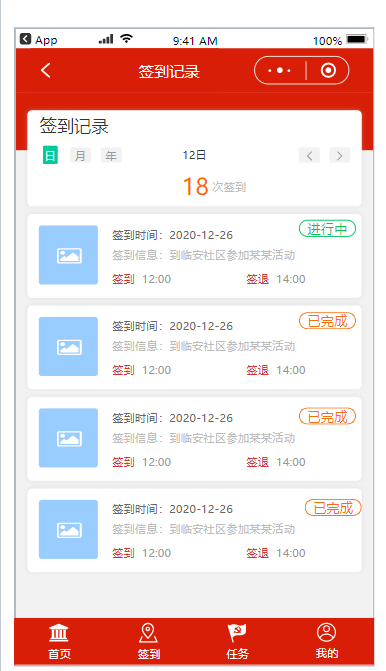 App 9:41 AM 100%
签到记录
签到记录
日 月 年 12日
18 次签到
签到时间：2020-12-26 进行中
签到信息：到临安社区参加某某活动
签到 12:00 签退 14:00
签到时间：2020-12-26 已完成
签到信息：到临安社区参加某某活动
签到 12:00 签退 14:00
签到时间：2020-12-26 已完成
签到信息：到临安社区参加某某活动
签到 12:00 签退 14:00
签到时间：2020-12-26 已完成
签到信息：到临安社区参加某某活动
签到 12:00 签退 14:00
首页 签到 任务 我的